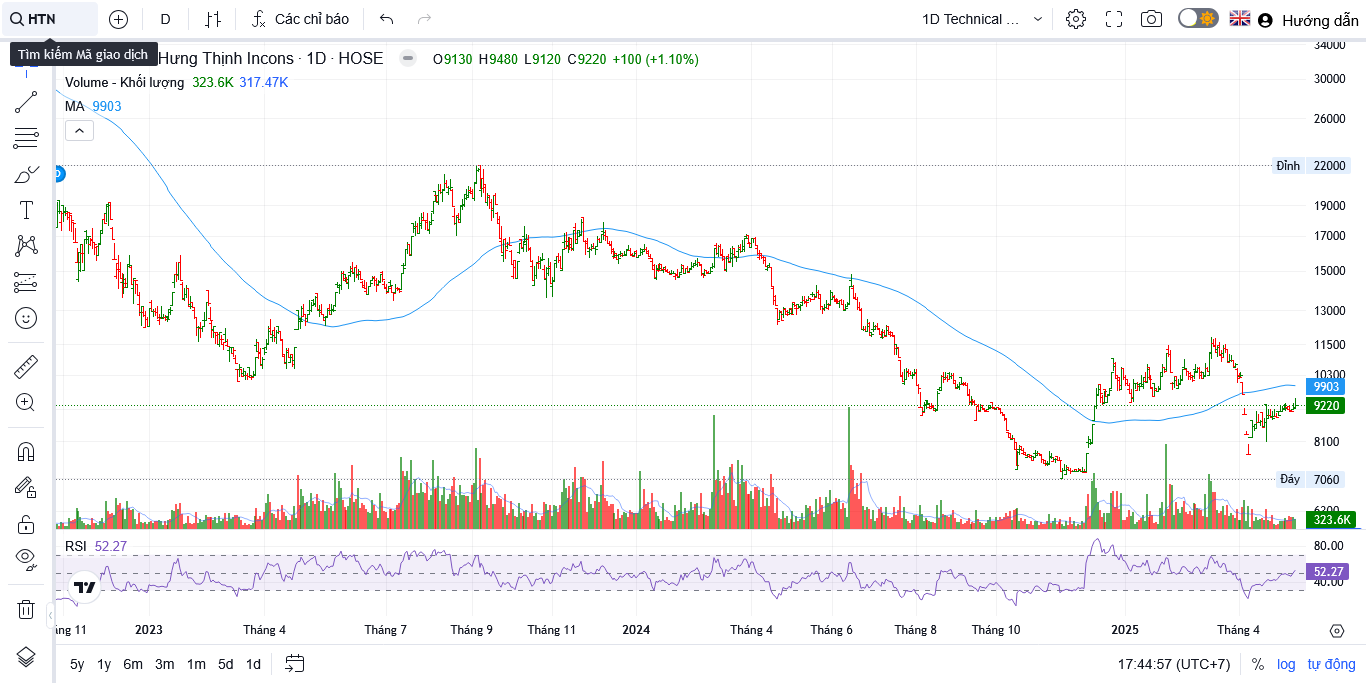 HTN
D
Các chỉ báo
1D Technical ...
Hướng dẫn
Tìm kiếm Mã giao dịch
Hưng Thịnh Incons · 1D · HOSE
O9130 H9480 L9120 C9220 +100 (+1.10%)
Volume - Khối lượng 323.6K 317.47K
MA 9903
34000
30000
26000
Đỉnh 22000
19000
17000
15000
13000
11500
10300
9903
9220
8100
Đáy 7060
6200
323.6K
RSI 52.27
80.00
52.27
40.00
ng 11
2023
Tháng 4
Tháng 7
Tháng 9
Tháng 11
2024
Tháng 4
Tháng 6
Tháng 8
Tháng 10
2025
Tháng 4
5y 1y 6m 3m 1m 5d 1d
17:44:57 (UTC+7)
% log tự động